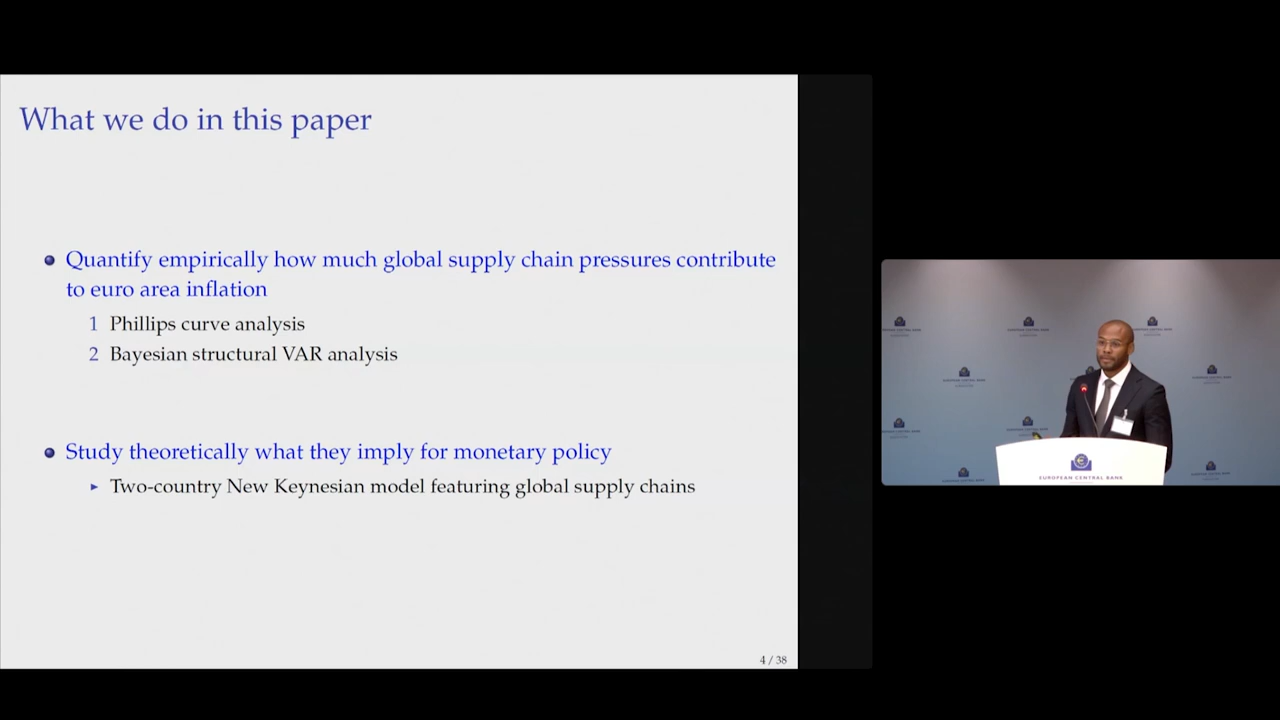 What we do in this paper
Quantify empirically how much global supply chain pressures contribute
to euro area inflation
1 Phillips curve analysis
2 Bayesian structural VAR analysis
Study theoretically what they imply for monetary policy
Two-country New Keynesian model featuring global supply chains
4 / 38
EUROPEAN CENTRAL BANK